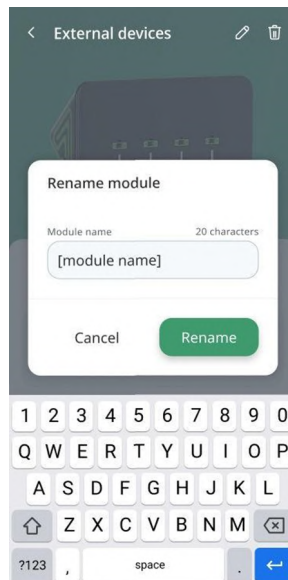 External devices
Rename module
Module name 20 characters
[module name]
Cancel Rename
1 2 3 4 5 6 7 8 9 0
Q W E R T Y U I O P
A S D F G H J K L
Z X C V B N M
?123 , space .